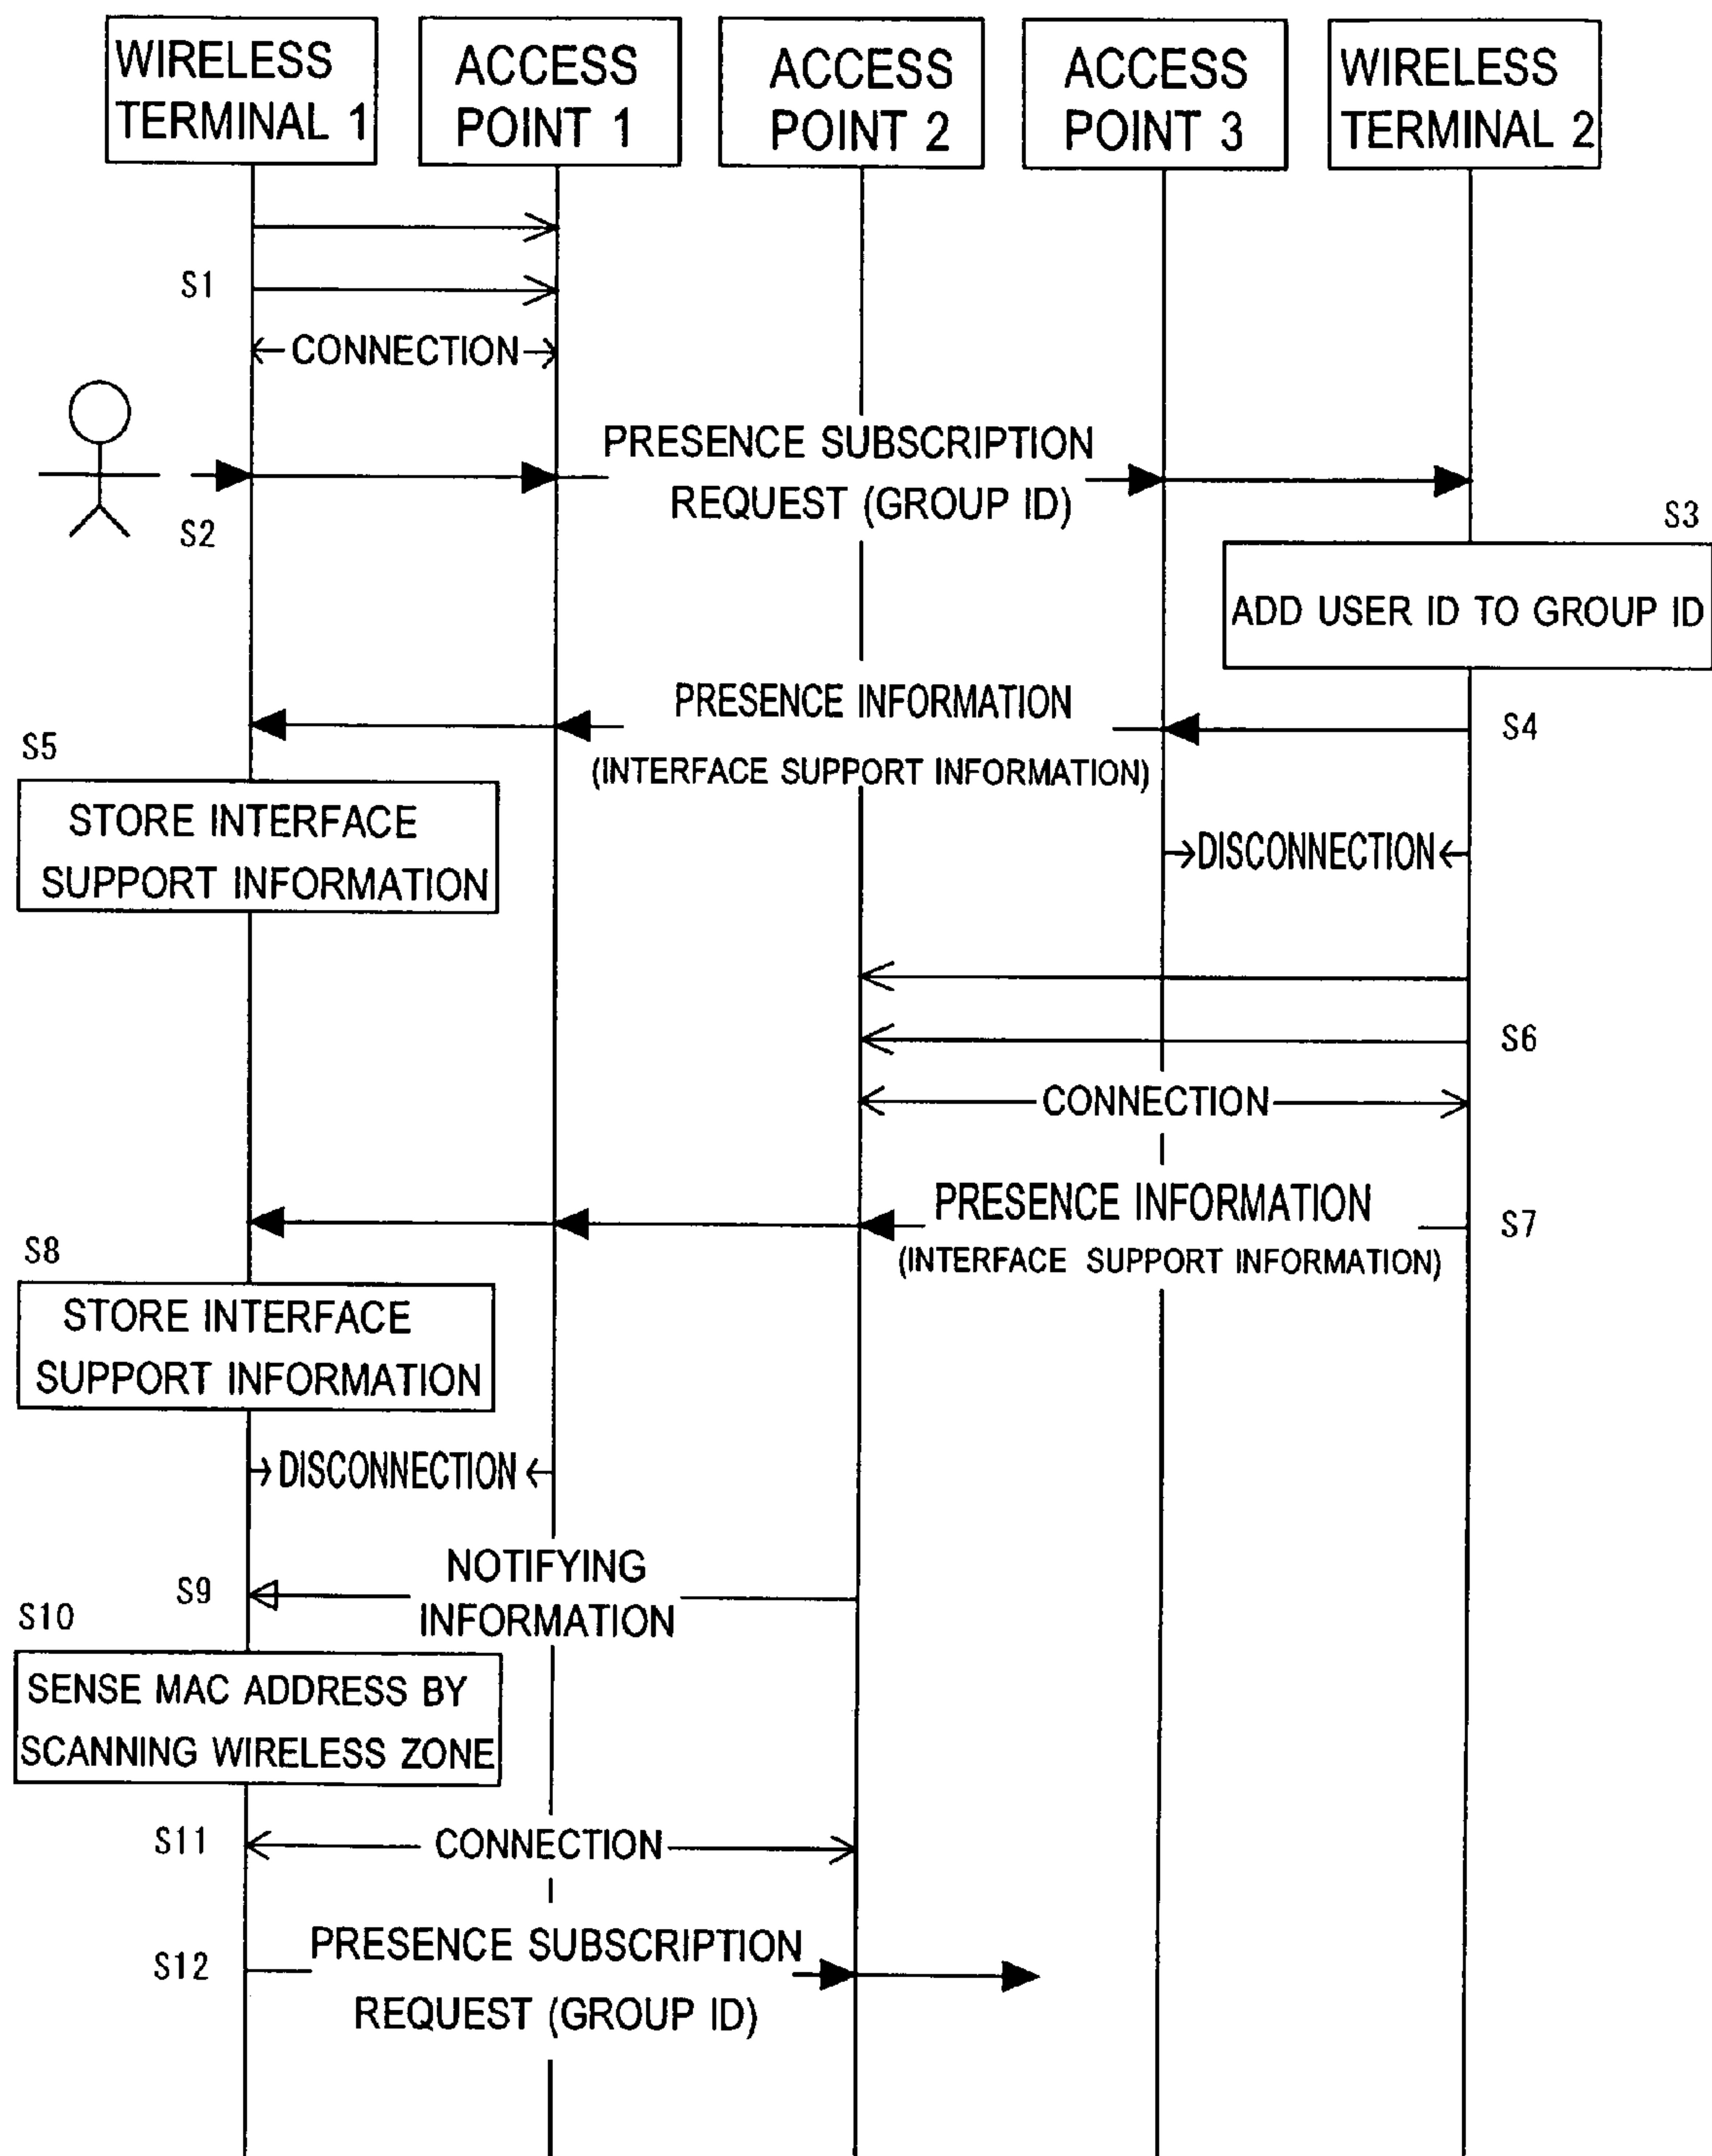 WIRELESS
TERMINAL 1
ACCESS
POINT 1
ACCESS
POINT 2
ACCESS
POINT 3
WIRELESS
TERMINAL 2
S1
CONNECTION
PRESENCE SUBSCRIPTION
REQUEST (GROUP ID)
S2
S3
ADD USER ID TO GROUP ID
PRESENCE INFORMATION
(INTERFACE SUPPORT INFORMATION)
S4
S5
STORE INTERFACE
SUPPORT INFORMATION
DISCONNECTION
S6
CONNECTION
PRESENCE INFORMATION
(INTERFACE SUPPORT INFORMATION)
S7
S8
STORE INTERFACE
SUPPORT INFORMATION
DISCONNECTION
NOTIFYING
INFORMATION
S9
S10
SENSE MAC ADDRESS BY
SCANNING WIRELESS ZONE
S11
CONNECTION
S12
PRESENCE SUBSCRIPTION
REQUEST (GROUP ID)